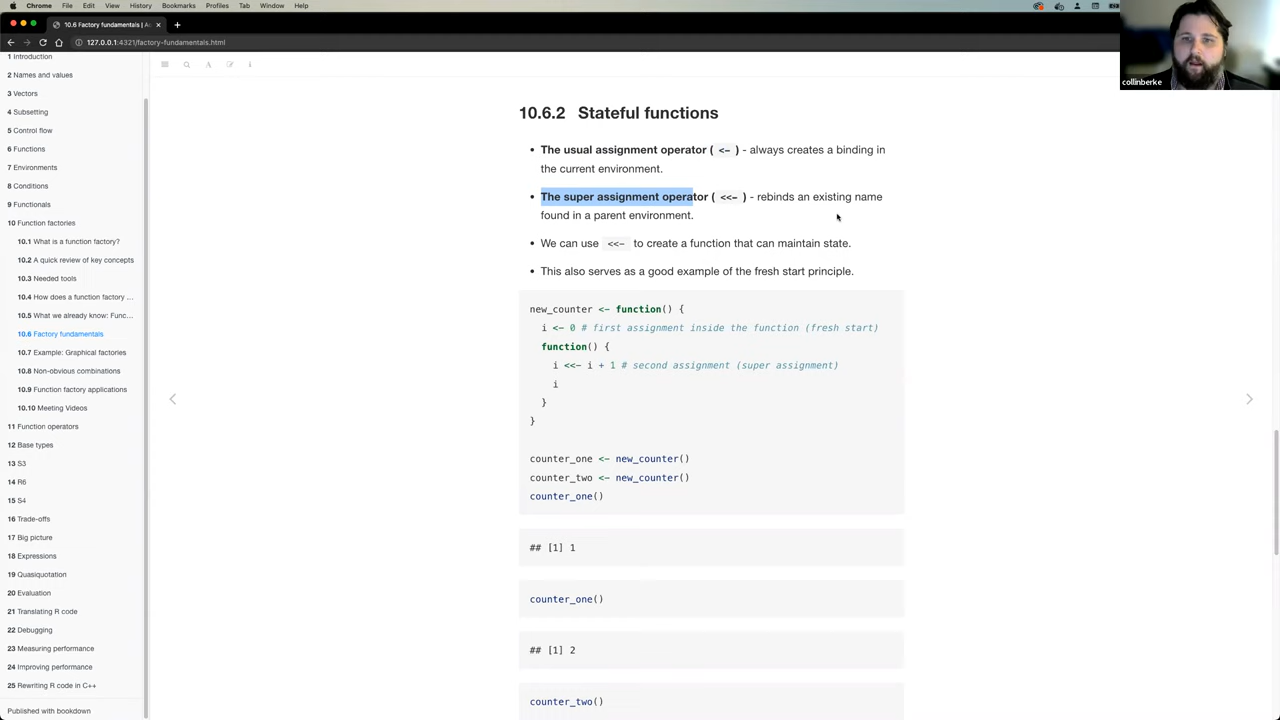 Chrome File Edit View History Bookmarks Profiles Tab Window Help
10.6 Factory fundamentals | A
127.0.0.1:4321/factory-fundamentals.html
collinberke
1 Introduction
2 Names and values
3 Vectors
4 Subsetting
5 Control flow
6 Functions
7 Environments
8 Conditions
9 Functionals
10 Function factories
10.1 What is a function factory?
10.2 A quick review of key concepts
10.3 Needed tools
10.4 How does a function factory …
10.5 What we already know: Func…
10.6 Factory fundamentals
10.7 Example: Graphical factories
10.8 Non-obvious combinations
10.9 Function factory applications
10.10 Meeting Videos
11 Function operators
12 Base types
13 S3
14 R6
15 S4
16 Trade-offs
17 Big picture
18 Expressions
19 Quasiquotation
20 Evaluation
21 Translating R code
22 Debugging
23 Measuring performance
24 Improving performance
25 Rewriting R code in C++
Published with bookdown
10.6.2 Stateful functions
• The usual assignment operator ( <- ) - always creates a binding in
the current environment.
• The super assignment operator ( <<- ) - rebinds an existing name
found in a parent environment.
• We can use <<- to create a function that can maintain state.
• This also serves as a good example of the fresh start principle.
new_counter <- function() {
i <- 0 # first assignment inside the function (fresh start)
function() {
i <<- i + 1 # second assignment (super assignment)
i
}
}
counter_one <- new_counter()
counter_two <- new_counter()
counter_one()
## [1] 1
counter_one()
## [1] 2
counter_two()